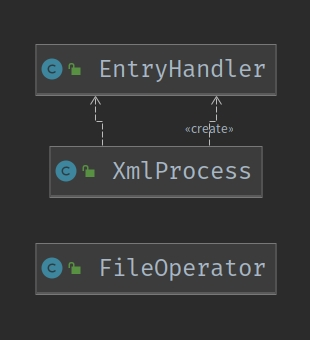 C EntryHandler
«create»
C XmlProcess
C FileOperator